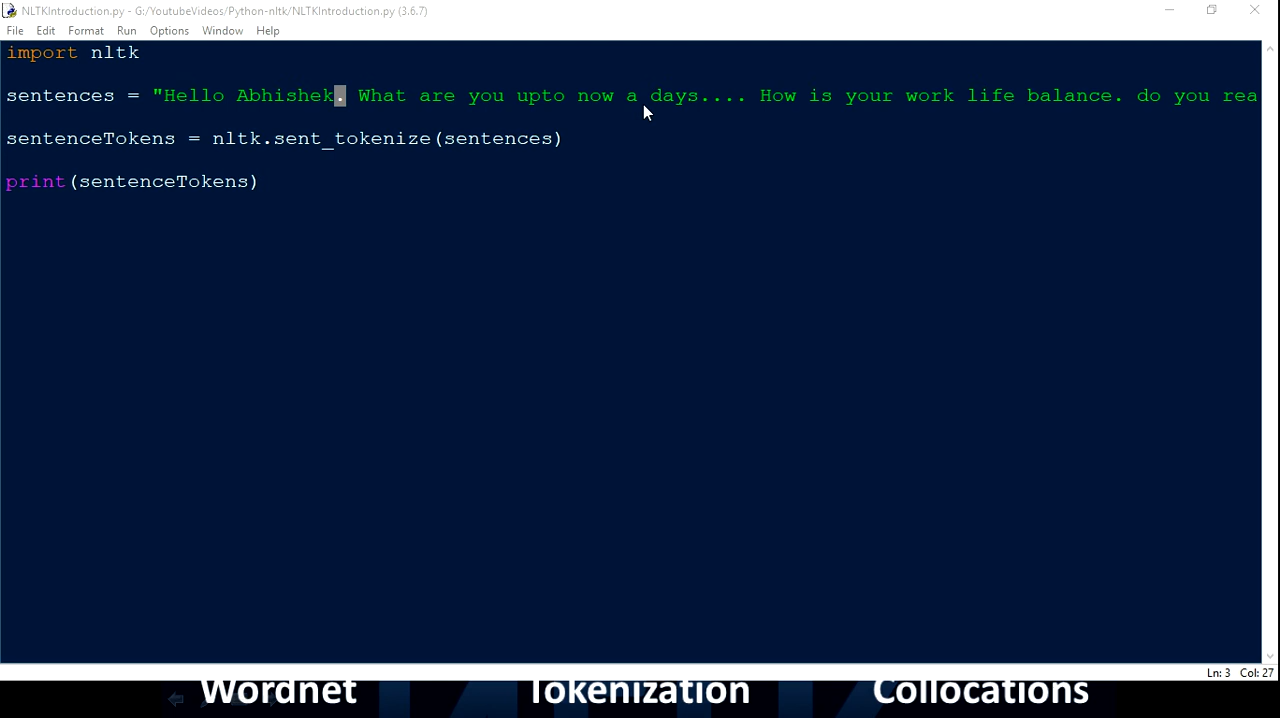 NLTKIntroduction.py - G:/YoutubeVideos/Python-nltk/NLTKIntroduction.py (3.6.7)
File Edit Format Run Options Window Help
import nltk
sentences = "Hello Abhishek. What are you upto now a days.... How is your work life balance. do you rea
sentenceTokens = nltk.sent_tokenize(sentences)
print(sentenceTokens)
Ln: 3 Col: 27
Wordnet Tokenization Collocations